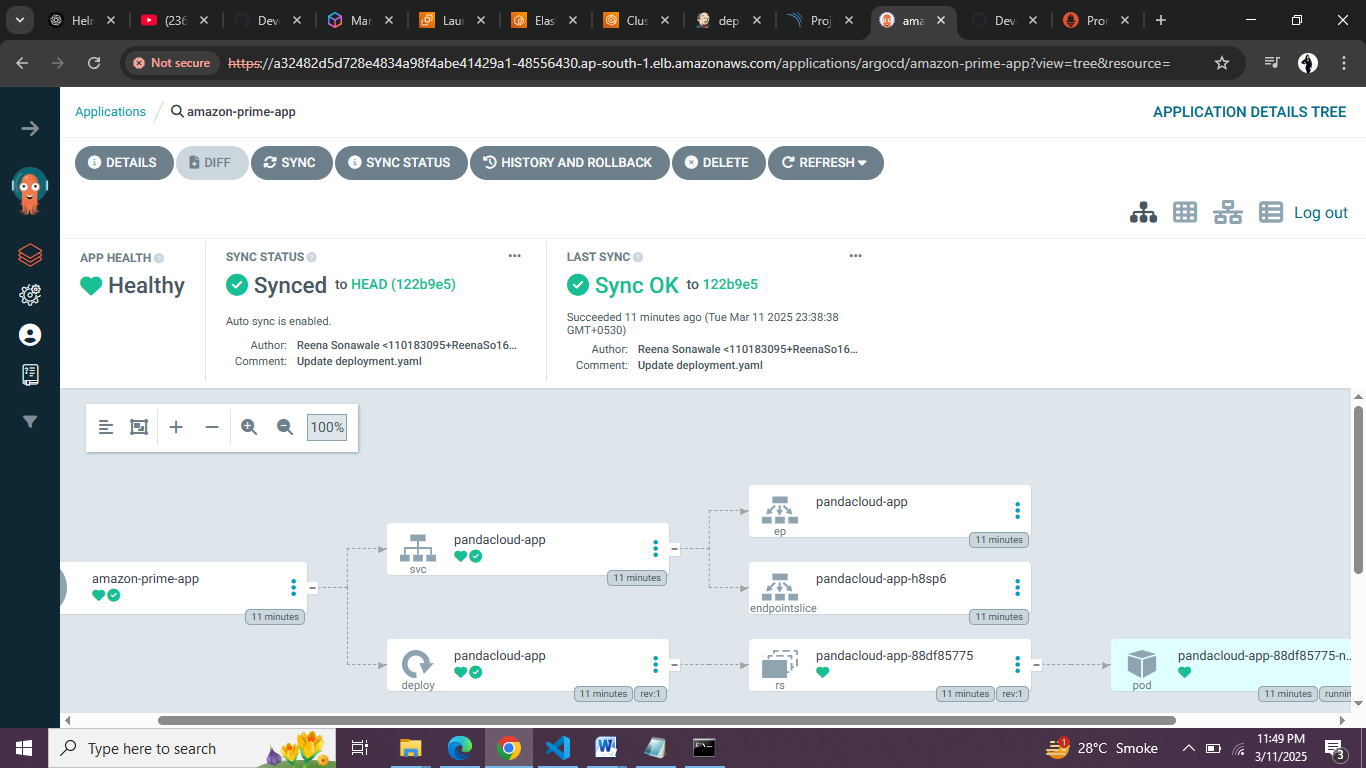 Helm
(236
Deve
Mar
Laun
Elas
Clus
dep
Proj
ama
Dev
Pron
Not secure https://a32482d5d728e4834a98f4abe41429a1-48556430.ap-south-1.elb.amazonaws.com/applications/argocd/amazon-prime-app?view=tree&resource=
Applications / amazon-prime-app
APPLICATION DETAILS TREE
DETAILS DIFF SYNC SYNC STATUS HISTORY AND ROLLBACK DELETE REFRESH
Log out
APP HEALTH
Healthy
SYNC STATUS
Synced to HEAD (122b9e5)
Auto sync is enabled.
Author: Reena Sonawale <110183095+ReenaSo16…
Comment: Update deployment.yaml
LAST SYNC
Sync OK to 122b9e5
Succeeded 11 minutes ago (Tue Mar 11 2025 23:38:38
GMT+0530)
Author: Reena Sonawale <110183095+ReenaSo16…
Comment: Update deployment.yaml
100%
amazon-prime-app
11 minutes
svc
pandacloud-app
11 minutes
deploy
pandacloud-app
11 minutes rev:1
ep
pandacloud-app
11 minutes
endpointslice
pandacloud-app-h8sp6
11 minutes
rs
pandacloud-app-88df85775
11 minutes rev:1
pod
pandacloud-app-88df85775-n…
11 minutes runnin
Type here to search
1
28°C Smoke
11:49 PM
3/11/2025
3